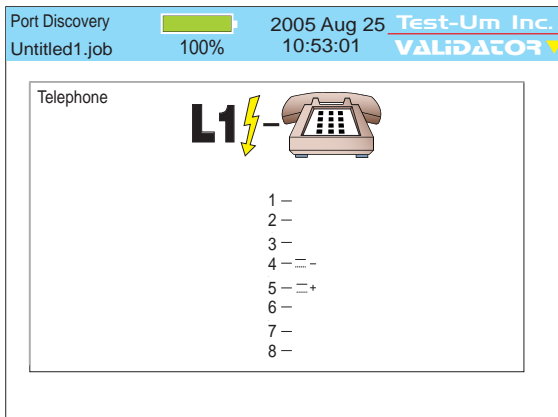 Port Discovery
2005 Aug 25
Test-Um Inc.
Untitled1.job
100%
10:53:01
VALiDATOR
Telephone
L1
1 –
2 –
3 –
4 – ⎓ -
5 – ⎓ +
6 –
7 –
8 –